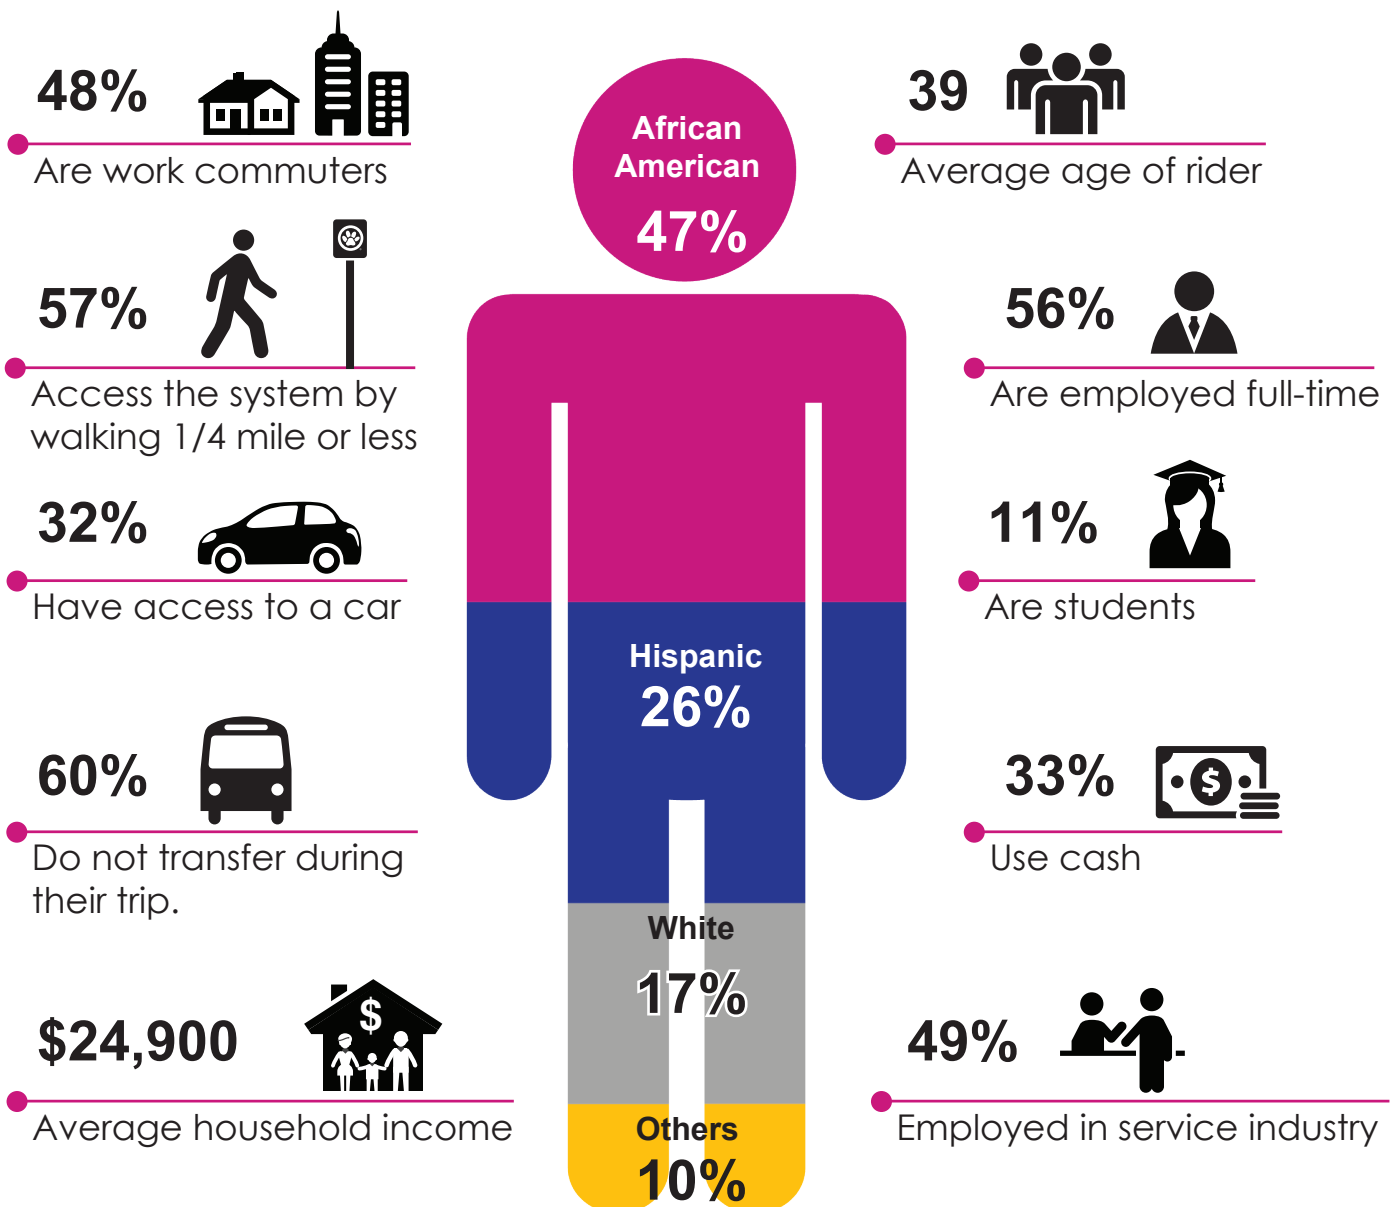 48%
Are work commuters
57%
Access the system by
walking 1/4 mile or less
32%
Have access to a car
60%
Do not transfer during
their trip.
$24,900
$
Average household income
African
American
47%
Hispanic
26%
White
17%
Others
10%
39
Average age of rider
56%
Are employed full-time
11%
Are students
33%
$
Use cash
49%
Employed in service industry